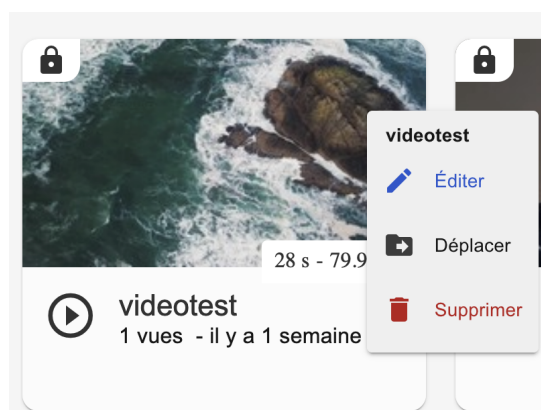 videotest
Éditer
Déplacer
Supprimer
28 s - 79.9
videotest
1 vues - il y a 1 semaine